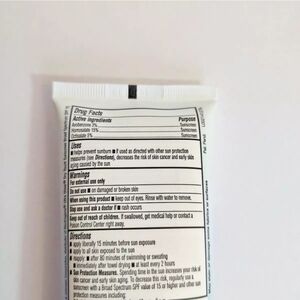 Drug Facts
Active ingredients Purpose
Avobenzone 3% Sunscreen
Homosalate 15% Sunscreen
Octisalate 5% Sunscreen
Uses
■ helps prevent sunburn ■ if used as directed with other sun protection
measures (see Directions), decreases the risk of skin cancer and early skin
aging caused by the sun
Warnings
For external use only
Do not use ■ on damaged or broken skin
When using this product ■ keep out of eyes. Rinse with water to remove.
Stop use and ask a doctor if ■ rash occurs
Keep out of reach of children. If swallowed, get medical help or contact a
Poison Control Center right away.
Directions
■ apply liberally 15 minutes before sun exposure
■ apply to all skin exposed to the sun
■ reapply: ■ after 80 minutes of swimming or sweating
■ immediately after towel drying ■ at least every 2 hours
■ Sun Protection Measures. Spending time in the sun increases your risk of
skin cancer and early skin aging. To decrease this risk, regularly use a
sunscreen with a Broad Spectrum SPF value of 15 or higher and other sun
protection measures including: